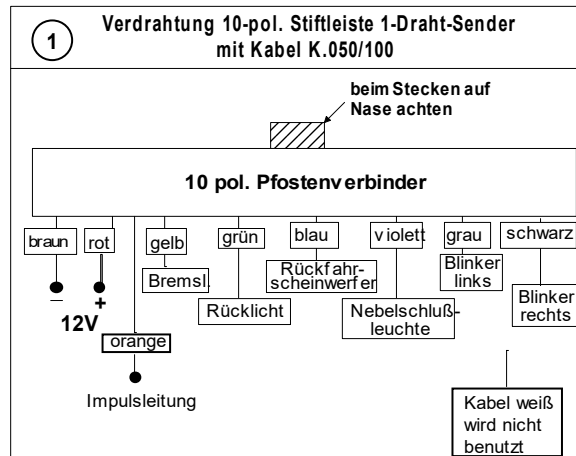 1
Verdrahtung 10-pol. Stiftleiste 1-Draht-Sender
mit Kabel K.050/100
beim Stecken auf
Nase achten
10 pol. Pfostenverbinder
braun rot gelb grün blau violett grau schwarz
Bremsl.
Rückfahr-
scheinwerfer
Blinker
links
– +
12V
Rücklicht
Nebelschluß-
leuchte
Blinker
rechts
orange
Impulsleitung
Kabel weiß
wird nicht
benutzt